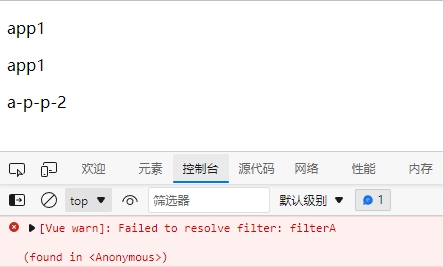 app1
app1
a-p-p-2
欢迎 元素 控制台 源代码 网络 性能 内存
top 筛选器 默认级别 1
[Vue warn]: Failed to resolve filter: filterA
(found in <Anonymous>)